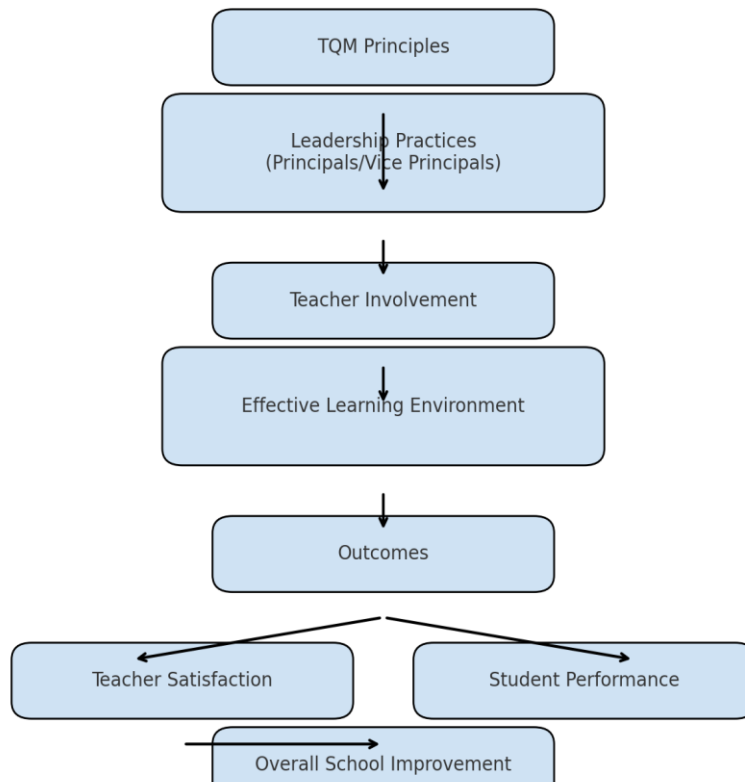 TQM Principles
Leadership Practices
(Principals/Vice Principals)
Teacher Involvement
Effective Learning Environment
Outcomes
Teacher Satisfaction
Student Performance
Overall School Improvement